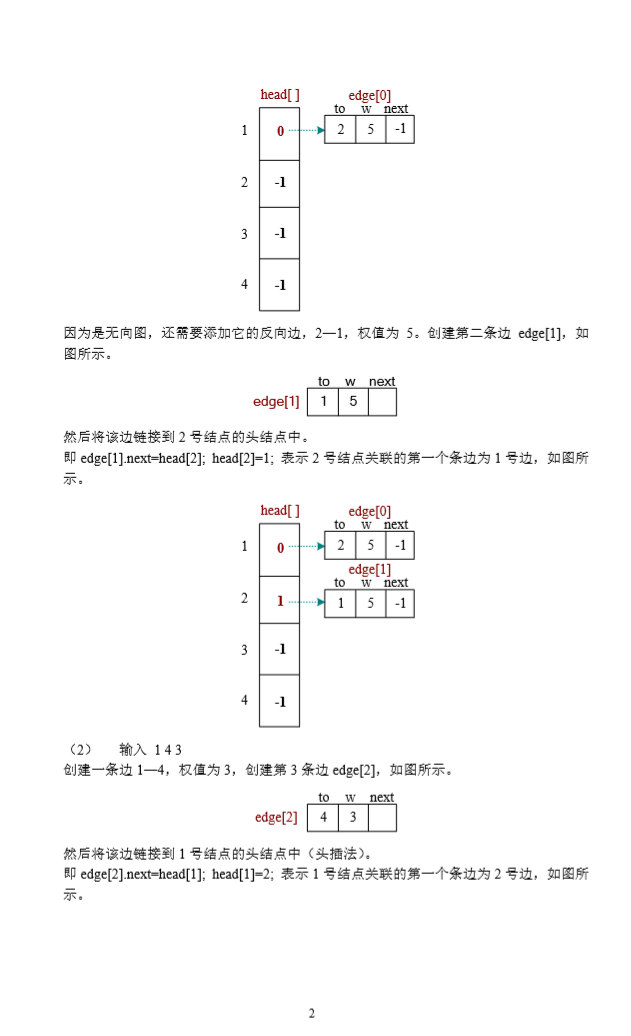 head[ ]
edge[0]
to w next
1 0 2 5 -1
2 -1
3 -1
4 -1
因为是无向图，还需要添加它的反向边，2—1，权值为 5。创建第二条边 edge[1]，如
图所示。
to w next
edge[1] 1 5
然后将该边链接到 2 号结点的头结点中。
即 edge[1].next=head[2]; head[2]=1; 表示 2 号结点关联的第一个条边为 1 号边，如图所
示。
head[ ]
edge[0]
to w next
1 0 2 5 -1
edge[1]
to w next
2 1 1 5 -1
3 -1
4 -1
（2） 输入 1 4 3
创建一条边 1—4，权值为 3，创建第 3 条边 edge[2]，如图所示。
to w next
edge[2] 4 3
然后将该边链接到 1 号结点的头结点中（头插法）。
即 edge[2].next=head[1]; head[1]=2; 表示 1 号结点关联的第一个条边为 2 号边，如图所
示。
2